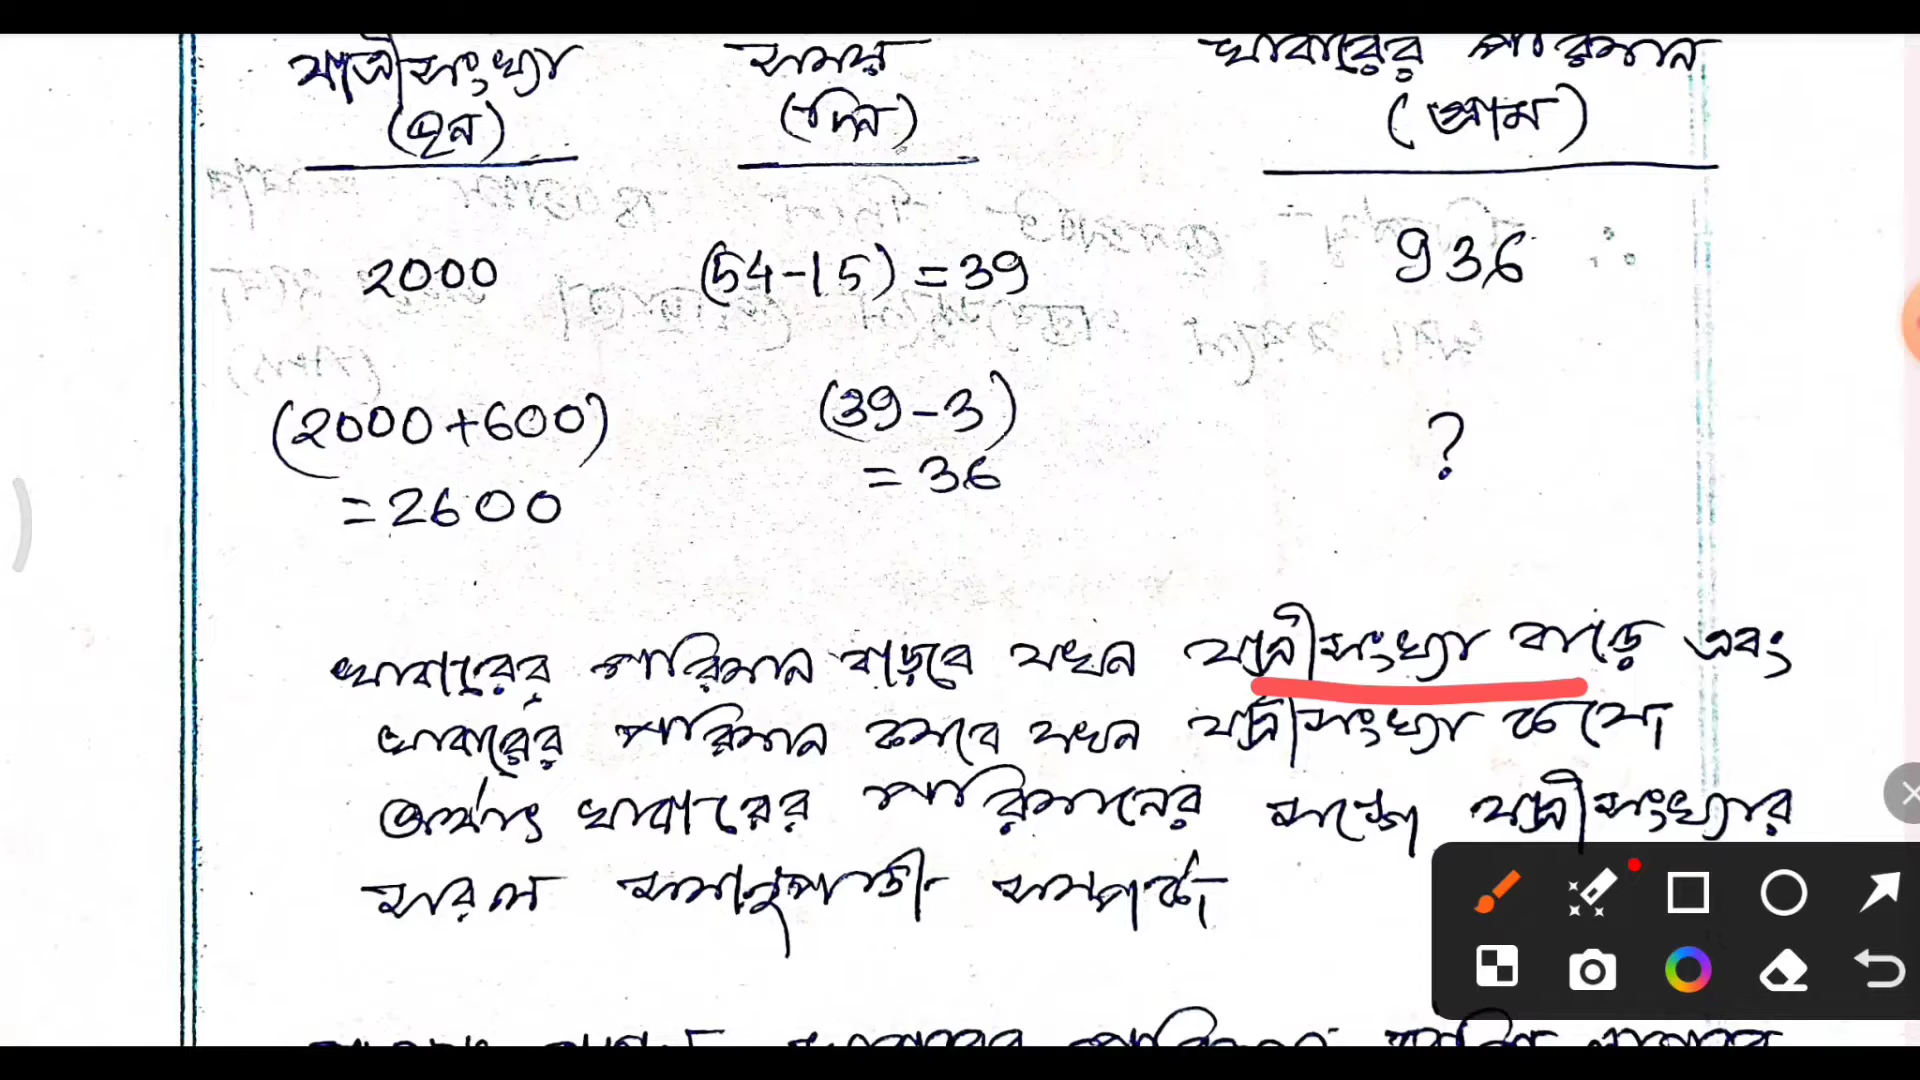 যাত্রীসংখ্যা সময় খাবারের পরিমান
(জন) (দিন) (গ্রাম)
2000 (54-15) = 39 936
(2000+600) (39-3) ?
= 2600 = 36
খাবারের পরিমান বাড়বে যখন যাত্রীসংখ্যা বাড়ে এবং
খাবারের পরিমান কমবে যখন যাত্রীসংখ্যা কমে
অর্থাৎ খাবারের পরিমানের সঙ্গে যাত্রীসংখ্যার
সরল সমানুপাতী সম্পর্ক